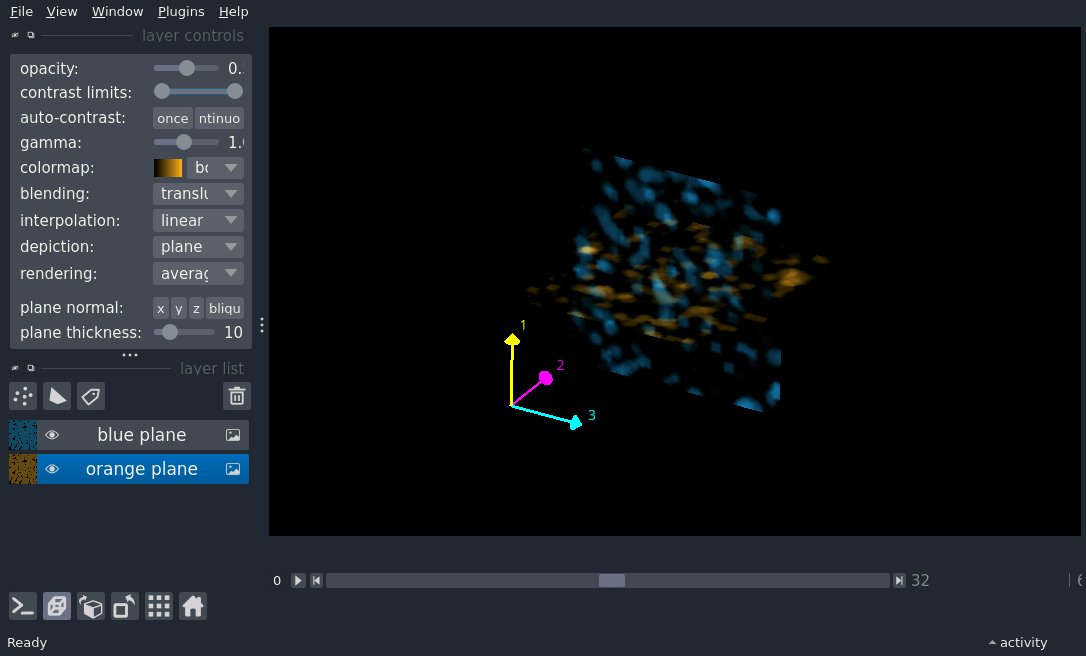 File View Window Plugins Help
layer controls
opacity: 0.
contrast limits:
auto-contrast: once ntinuo
gamma: 1.
colormap: bo
blending: translu
interpolation: linear
depiction: plane
rendering: averag
plane normal: x y z bliqu
plane thickness: 10
layer list
blue plane
orange plane
1
2
3
0 32
Ready
activity